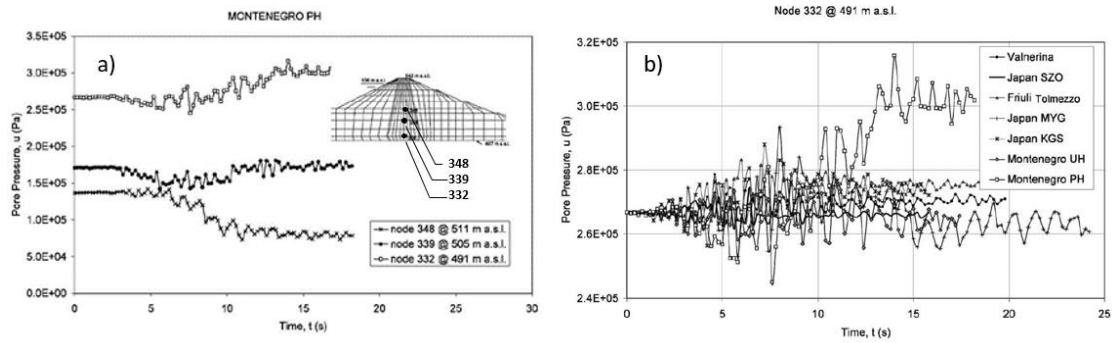 MONTENEGRO PH
a)
3.5E+05
3.0E+05
2.5E+05
2.0E+05
1.5E+05
1.0E+05
5.0E+04
0.0E+00
Pore Pressure, u (Pa)
0 5 10 15 20 25 30
Time, t (s)
348
339
332
node 348 @ 511 m a.s.l.
node 339 @ 505 m a.s.l.
node 332 @ 491 m a.s.l.
Node 332 @ 491 m a.s.l.
b)
3.2E+05
3.0E+05
2.8E+05
2.6E+05
2.4E+05
Pore Pressure, u (Pa)
0 5 10 15 20 25
Time, t (s)
Valnerina
Japan SZO
Friuli Tolmezzo
Japan MYG
Japan KGS
Montenegro UH
Montenegro PH